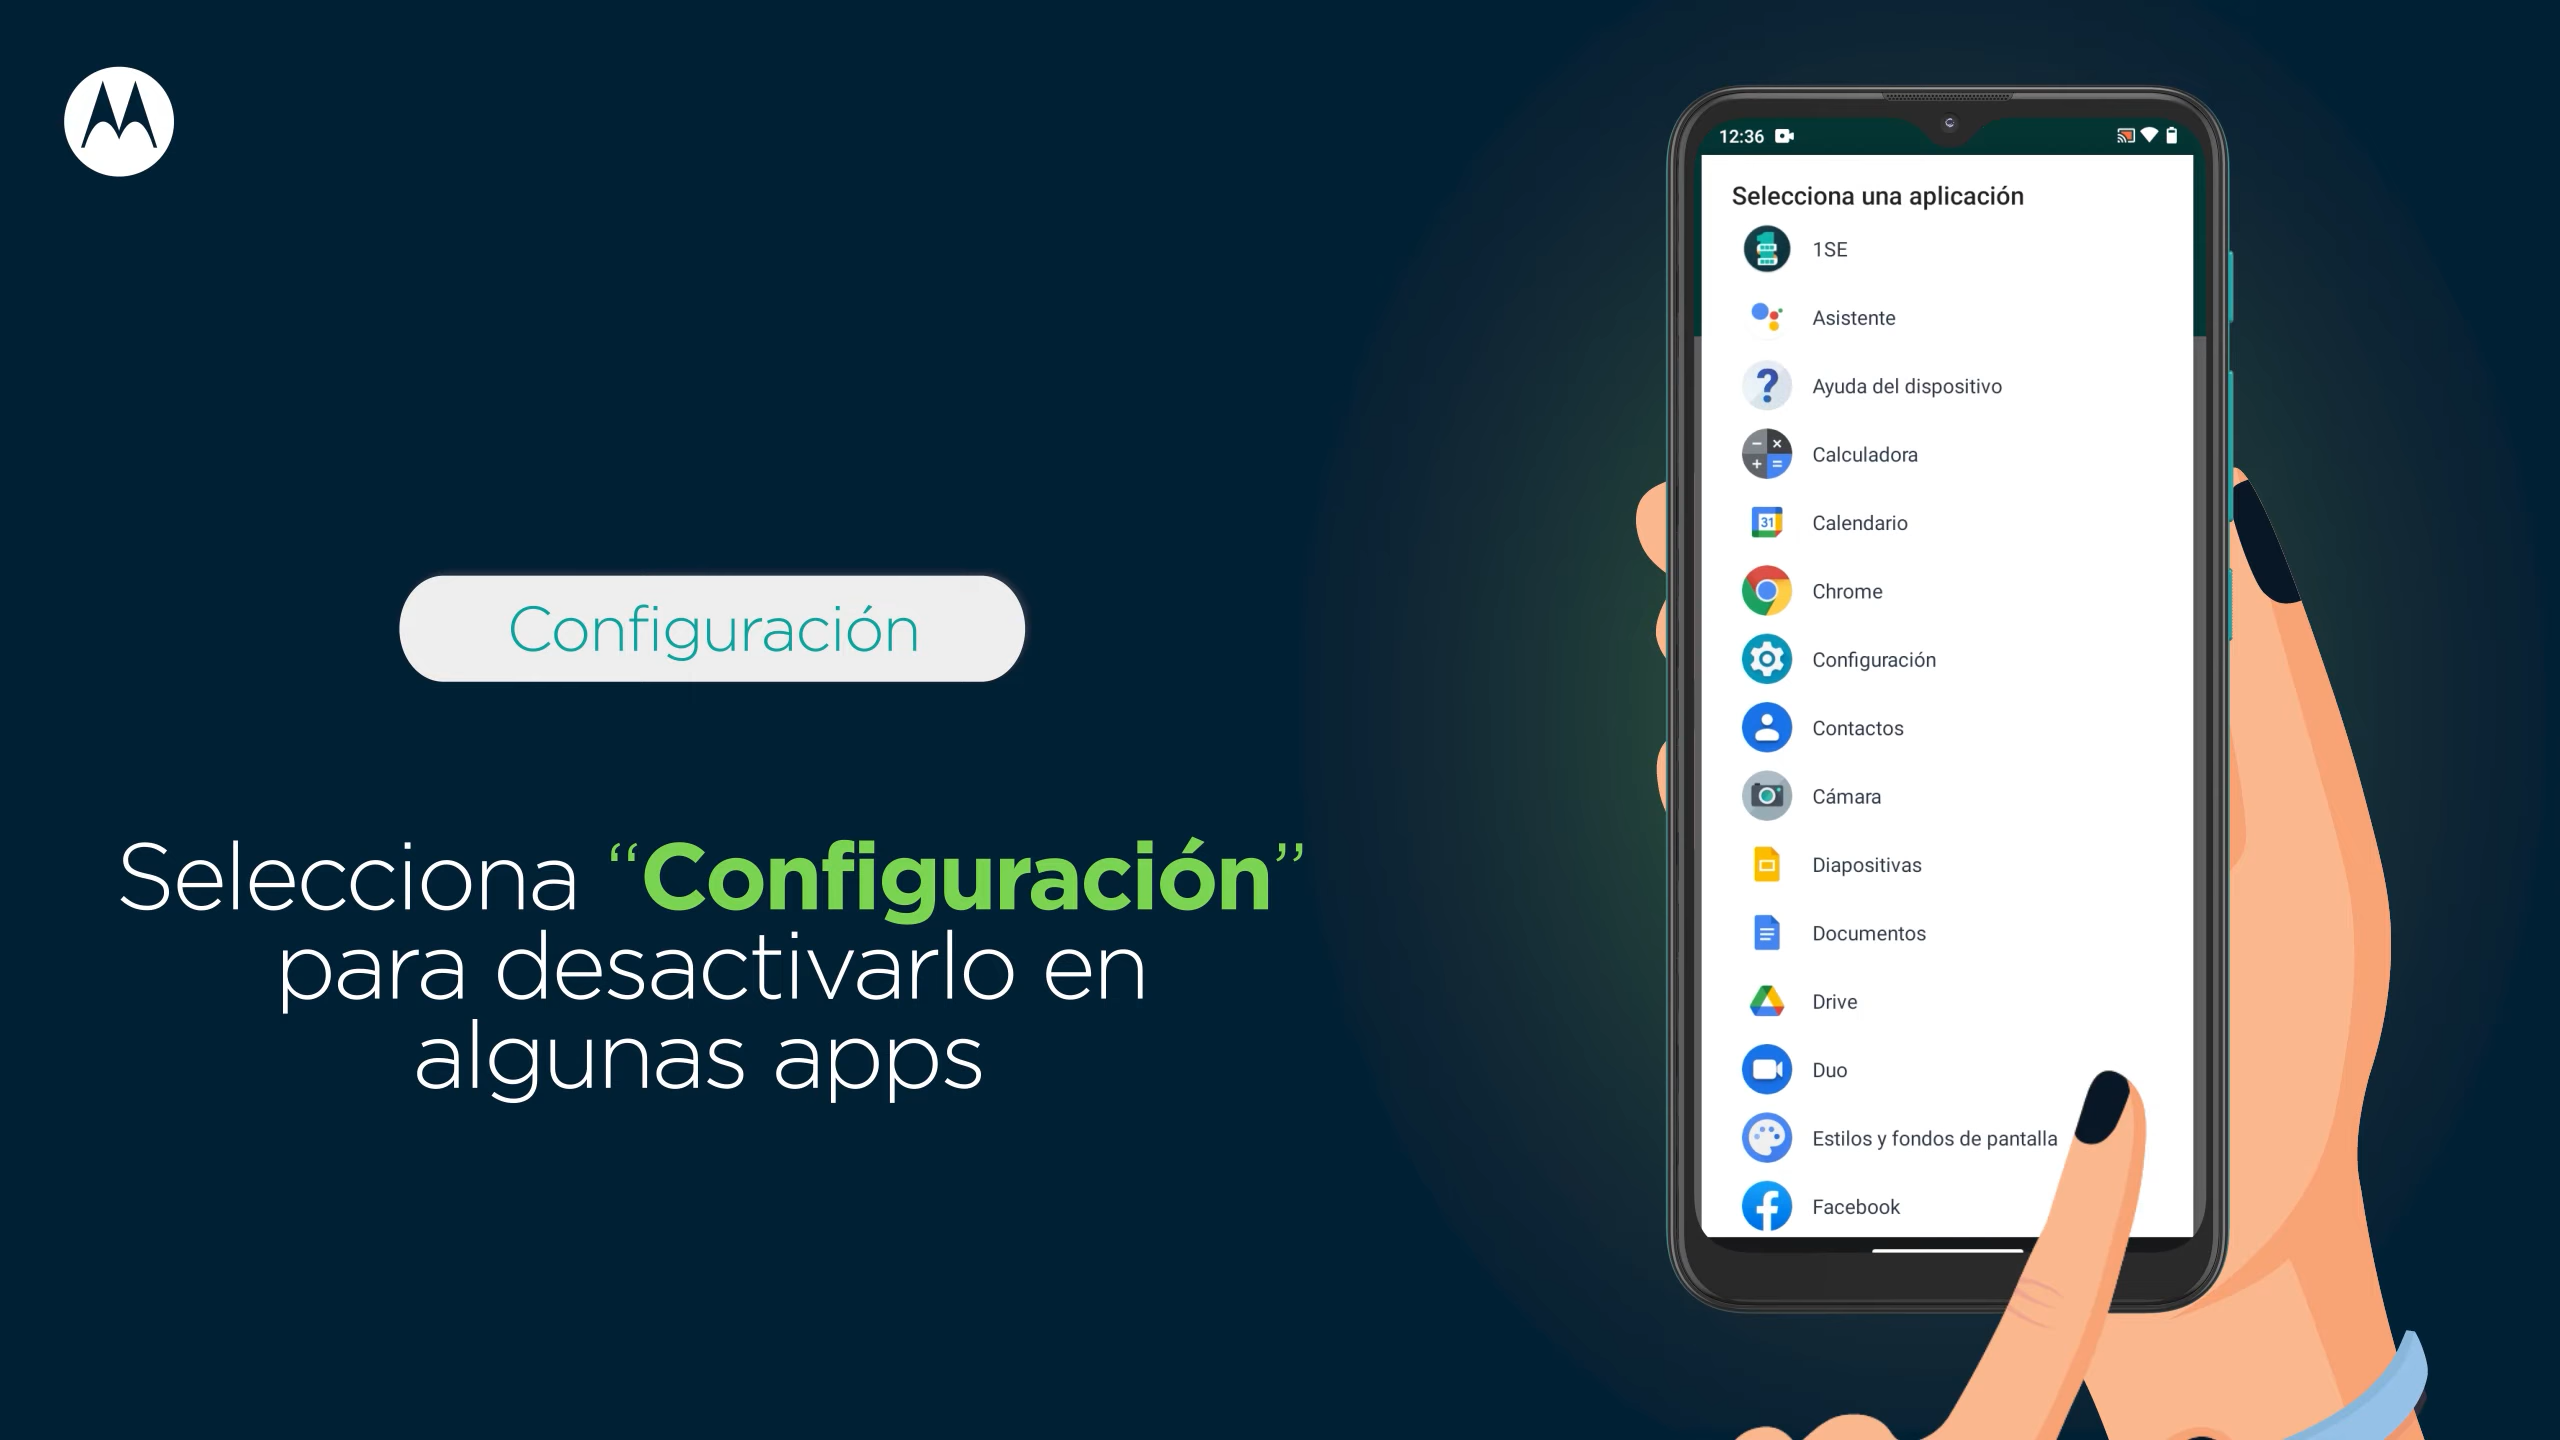 Configuración
Selecciona “Configuración”
para desactivarlo en
algunas apps
12:36
Selecciona una aplicación
1SE
Asistente
Ayuda del dispositivo
Calculadora
31
Calendario
Chrome
Configuración
Contactos
Cámara
Diapositivas
Documentos
Drive
Duo
Estilos y fondos de pantalla
Facebook